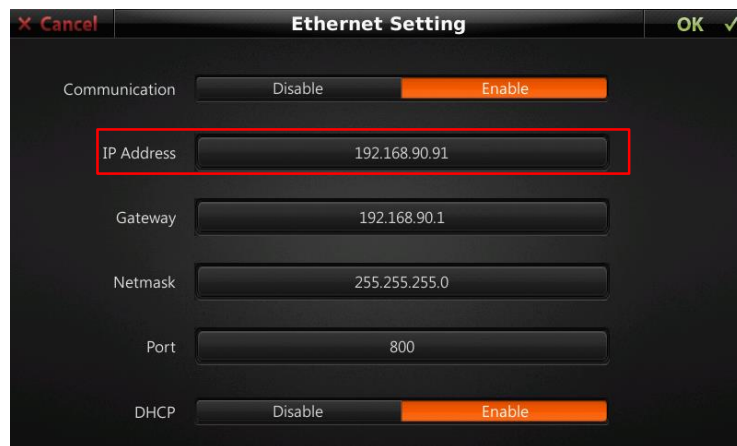 × Cancel Ethernet Setting OK ✓
Communication Disable Enable
IP Address 192.168.90.91
Gateway 192.168.90.1
Netmask 255.255.255.0
Port 800
DHCP Disable Enable